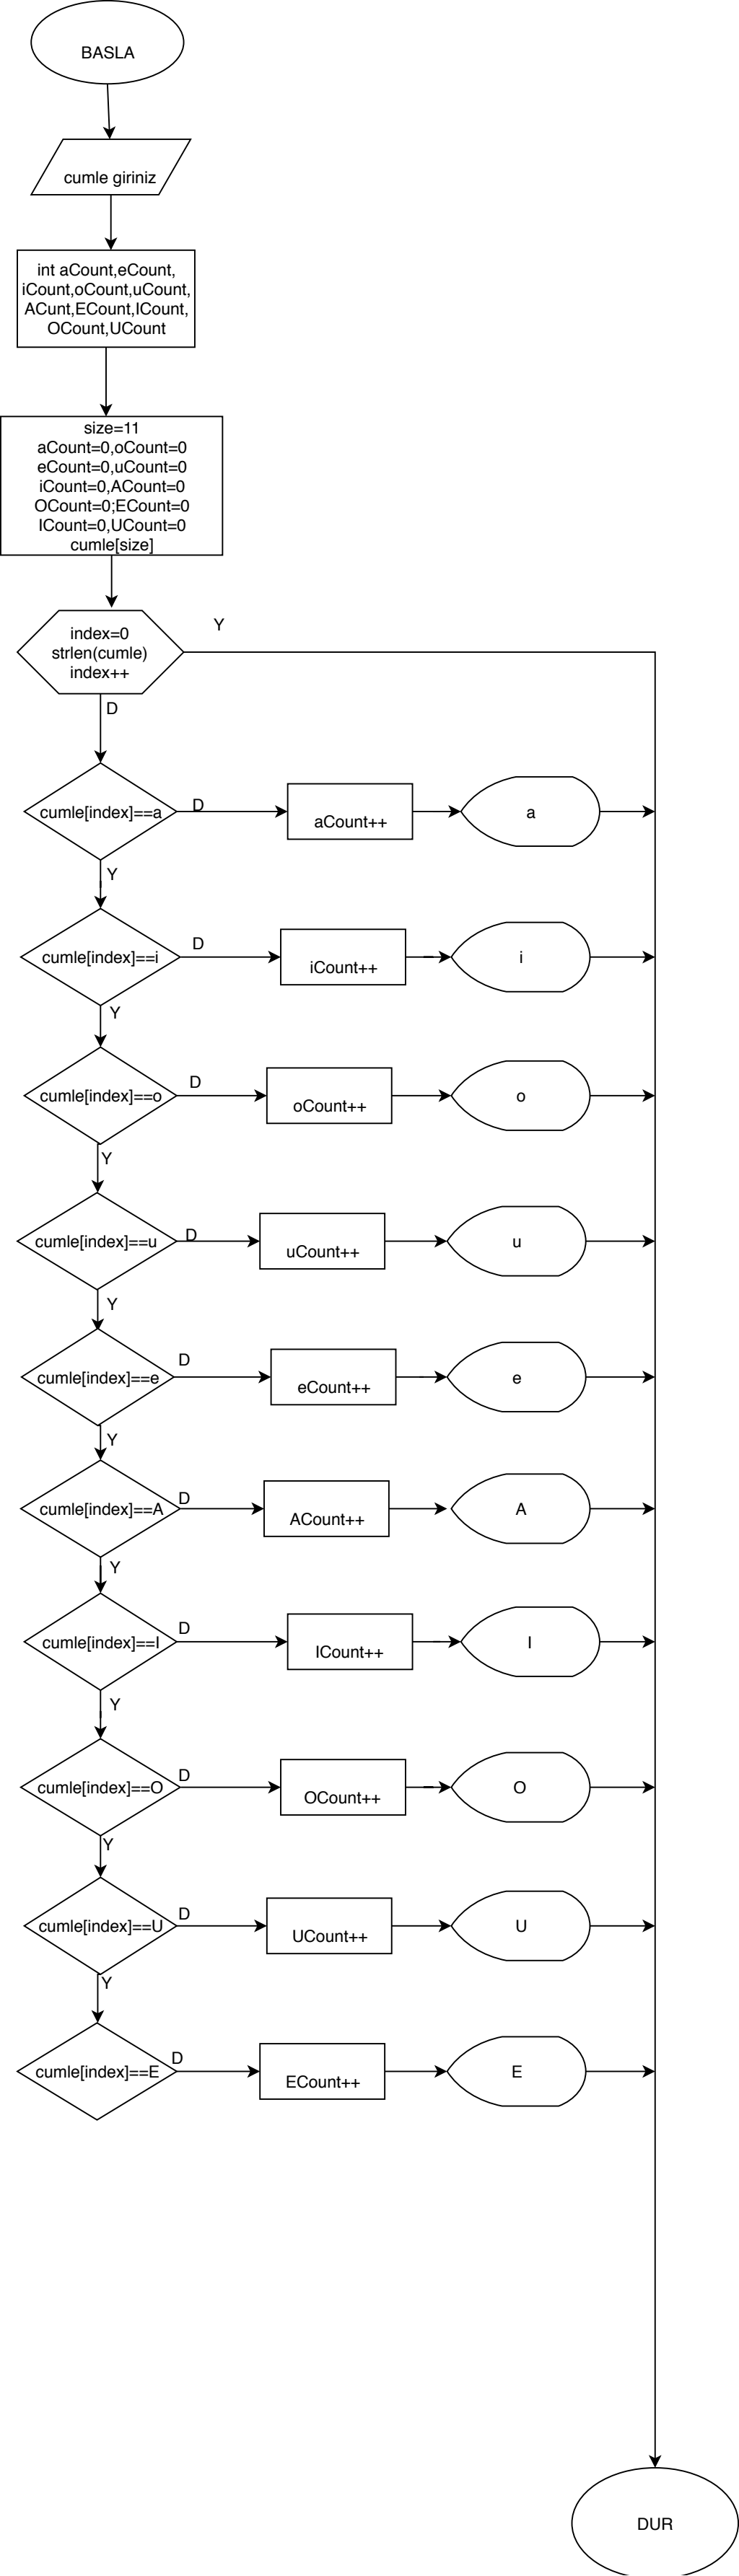 BASLA
cumle giriniz
int aCount,eCount,
iCount,oCount,uCount,
ACunt,ECount,ICount,
OCount,UCount
size=11
aCount=0,oCount=0
eCount=0,uCount=0
iCount=0,ACount=0
OCount=0;ECount=0
ICount=0,UCount=0
cumle[size]
Y
index=0
strlen(cumle)
index++
D
cumle[index]==a
D
aCount++
a
Y
cumle[index]==i
D
iCount++
i
Y
cumle[index]==o
D
oCount++
o
Y
cumle[index]==u
D
uCount++
u
Y
cumle[index]==e
D
eCount++
e
Y
cumle[index]==A
D
ACount++
A
Y
cumle[index]==I
D
ICount++
I
Y
cumle[index]==O
D
OCount++
O
Y
cumle[index]==U
D
UCount++
U
Y
cumle[index]==E
D
ECount++
E
DUR